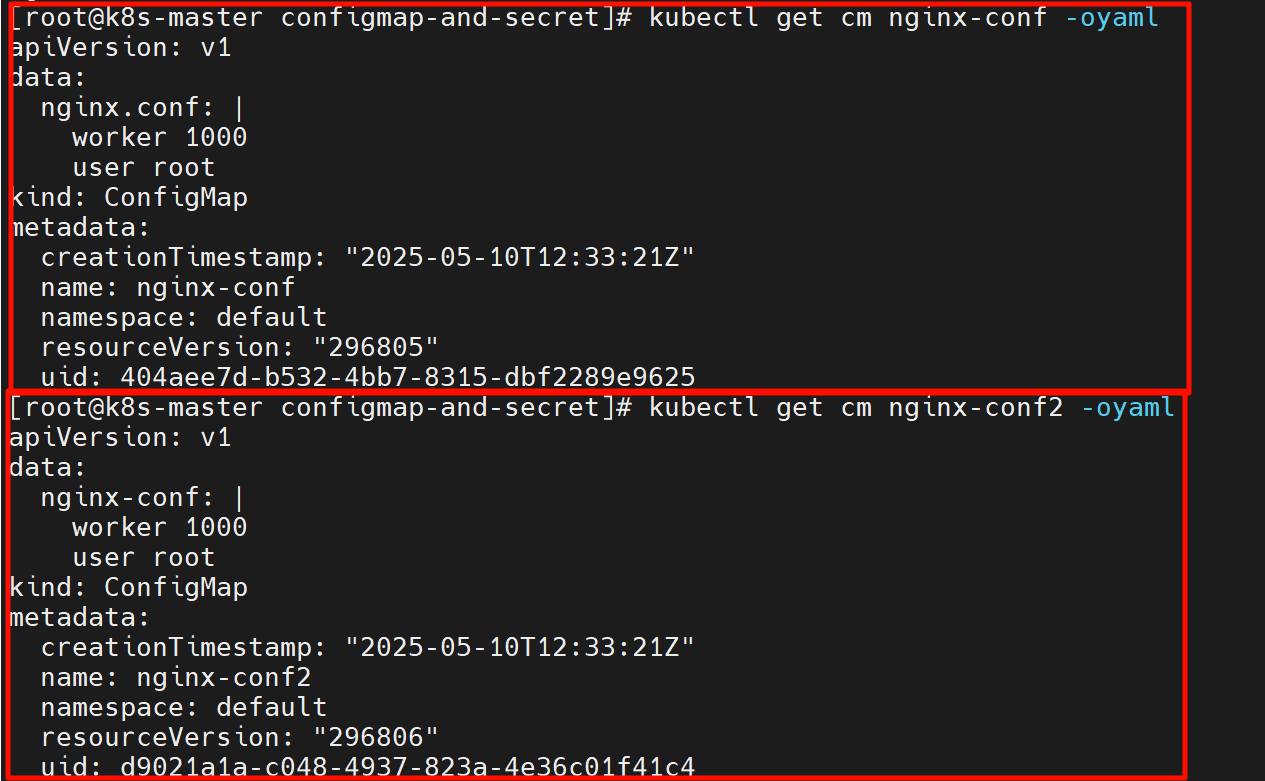 [root@k8s-master configmap-and-secret]# kubectl get cm nginx-conf -oyaml
apiVersion: v1
data:
  nginx.conf: |
    worker 1000
    user root
kind: ConfigMap
metadata:
  creationTimestamp: "2025-05-10T12:33:21Z"
  name: nginx-conf
  namespace: default
  resourceVersion: "296805"
  uid: 404aee7d-b532-4bb7-8315-dbf2289e9625
[root@k8s-master configmap-and-secret]# kubectl get cm nginx-conf2 -oyaml
apiVersion: v1
data:
  nginx-conf: |
    worker 1000
    user root
kind: ConfigMap
metadata:
  creationTimestamp: "2025-05-10T12:33:21Z"
  name: nginx-conf2
  namespace: default
  resourceVersion: "296806"
  uid: d9021a1a-c048-4937-823a-4e36c01f41c4